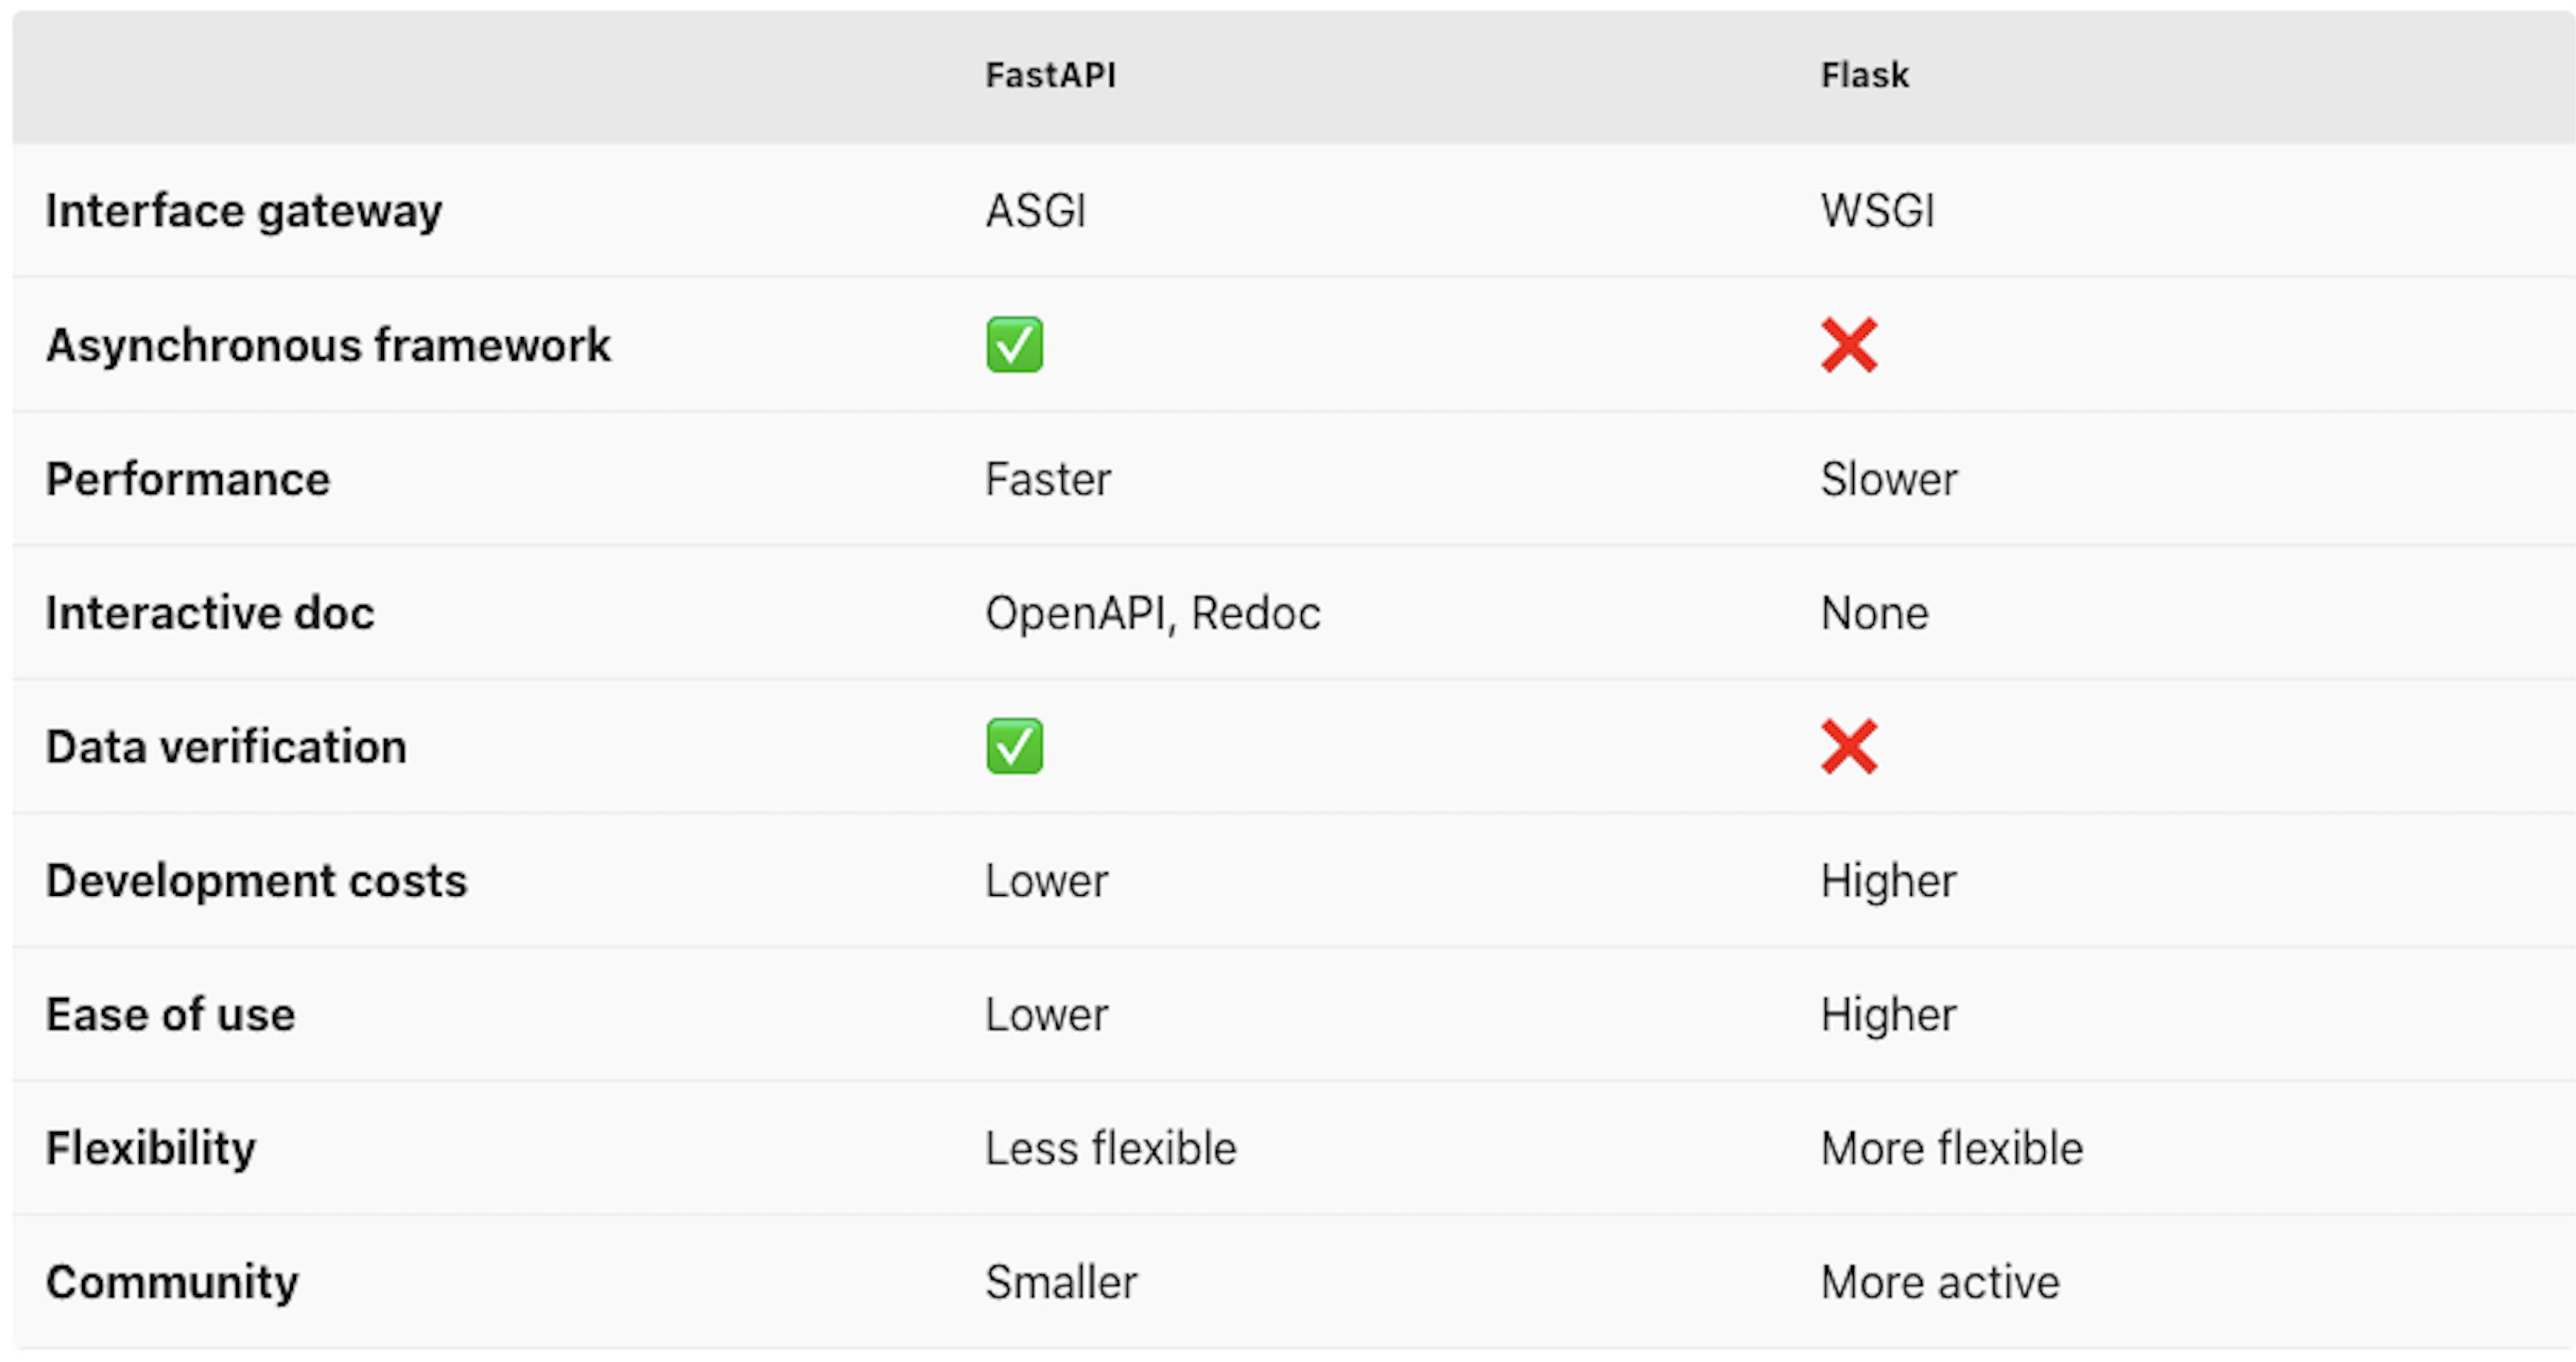 FastAPI Flask
Interface gateway ASGI WSGI
Asynchronous framework ✅ ❌
Performance Faster Slower
Interactive doc OpenAPI, Redoc None
Data verification ✅ ❌
Development costs Lower Higher
Ease of use Lower Higher
Flexibility Less flexible More flexible
Community Smaller More active